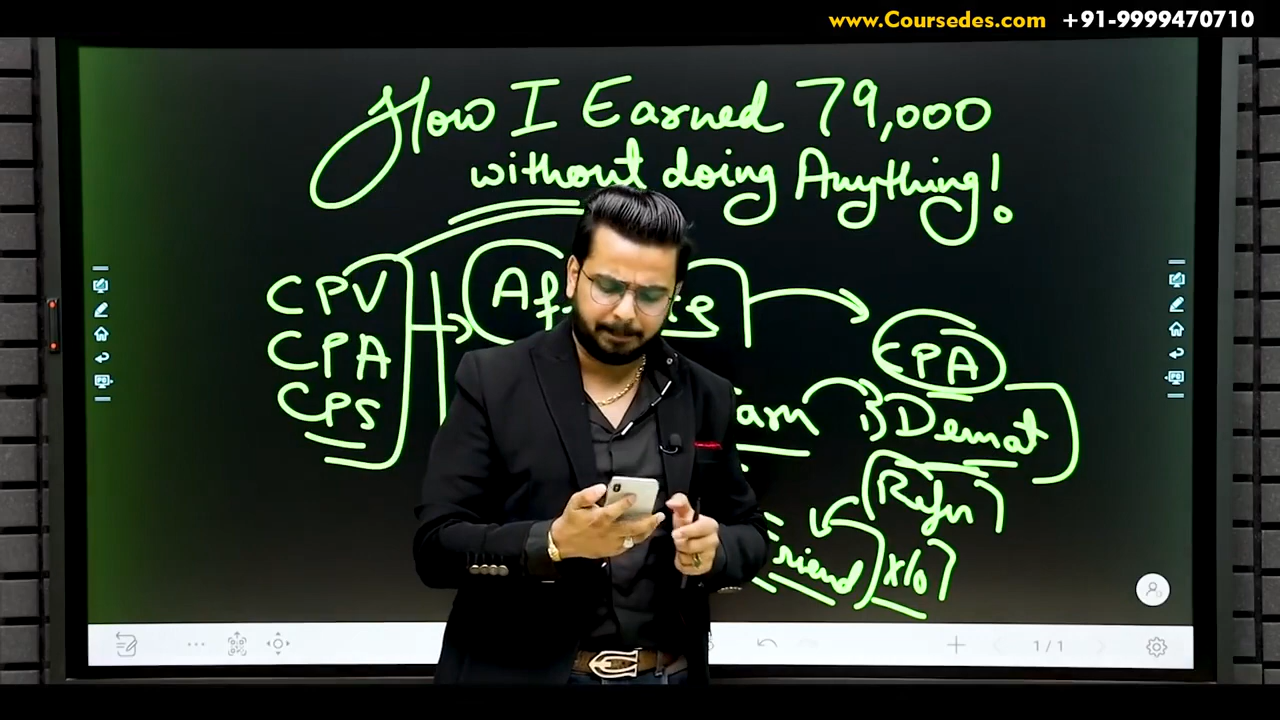 www.Coursedes.com +91-9999470710
How I Earned 79,000
without doing Anything!
CPV
CPA
CPS
CPA
Demat
Refer
Friend
1/1